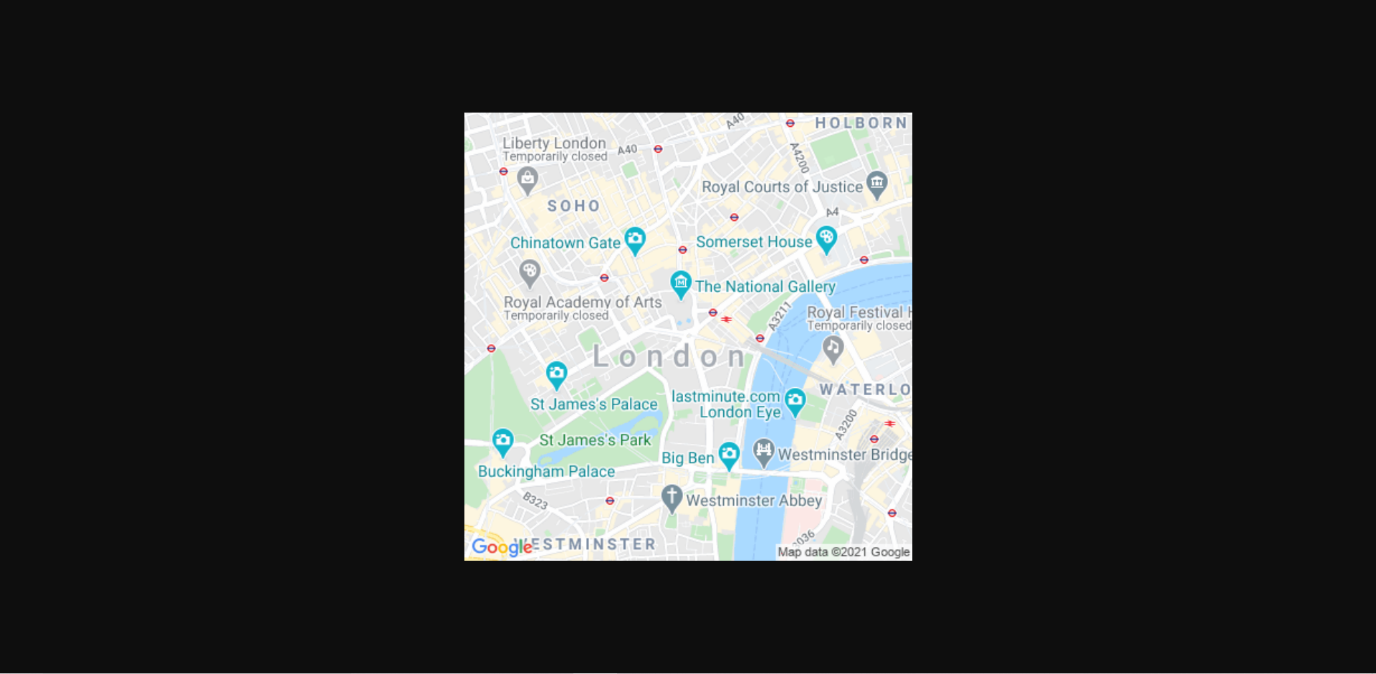 A40
HOLBORN
Liberty London
Temporarily closed
A40
A4200
Royal Courts of Justice
SOHO
A4
Chinatown Gate
Somerset House
The National Gallery
Royal Academy of Arts
Temporarily closed
A3211
Royal Festival H
Temporarily closed
London
WATERLO
St James's Palace
lastminute.com
London Eye
A3200
St James's Park
Big Ben
Westminster Bridge
Buckingham Palace
B323
Westminster Abbey
WESTMINSTER
Google
3036
Map data ©2021 Google